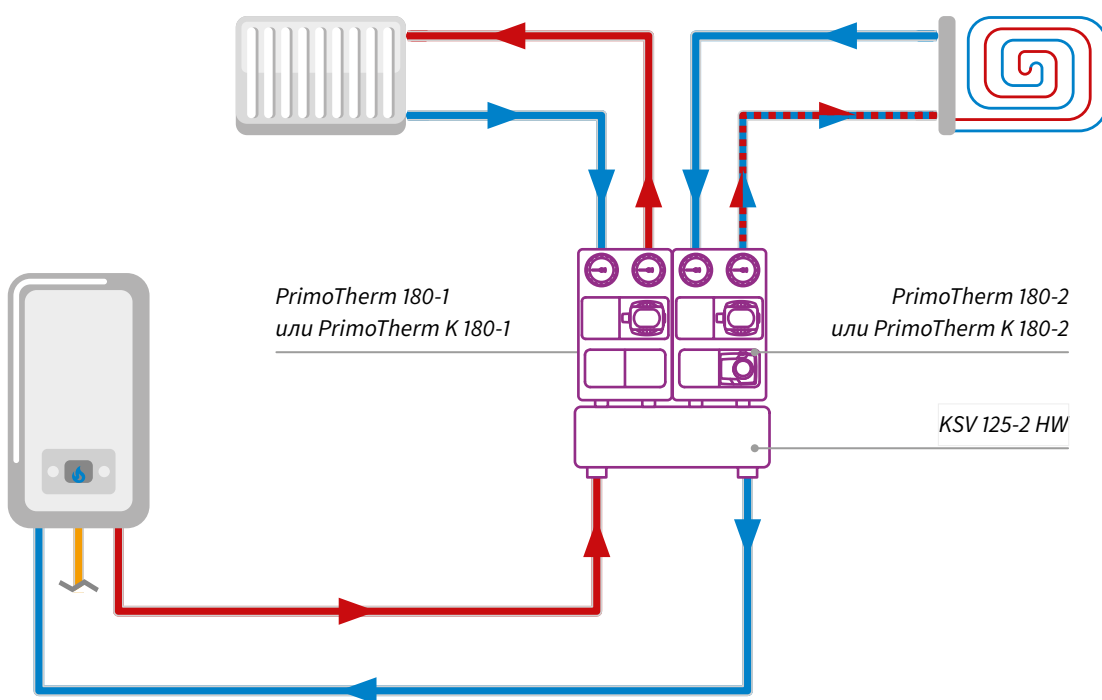 PrimoTherm 180-1
или PrimoTherm K 180-1
PrimoTherm 180-2
или PrimoTherm K 180-2
KSV 125-2 HW